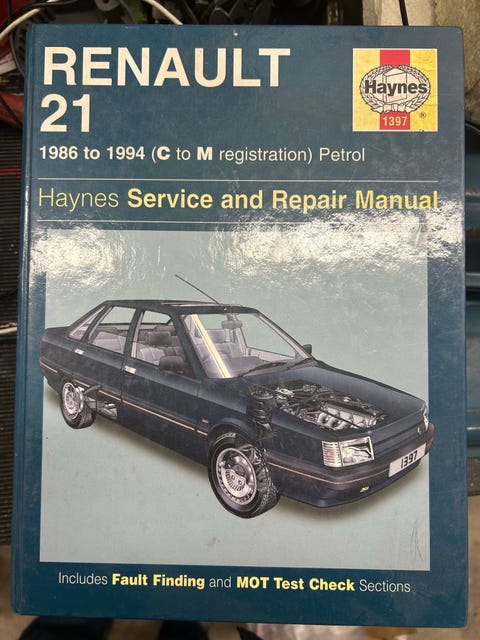 RENAULT
21
Haynes
1397
®
1986 to 1994 (C to M registration) Petrol
Haynes Service and Repair Manual
1397
Includes Fault Finding and MOT Test Check Sections